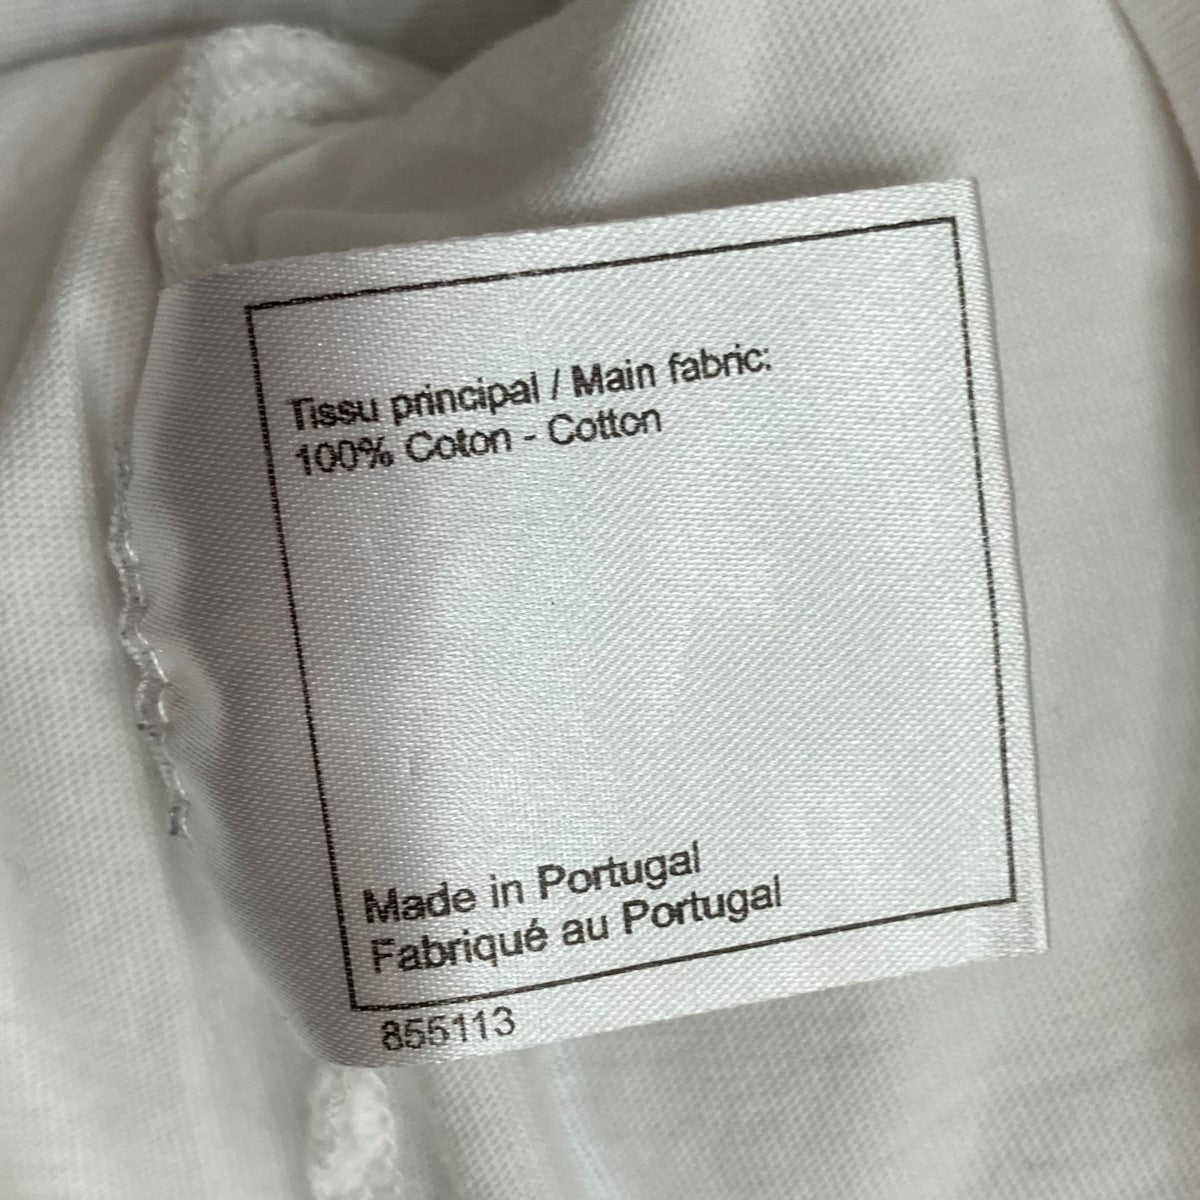 Tissu principal / Main fabric:
100% Coton - Cotton
Made in Portugal
Fabriqué au Portugal
855113